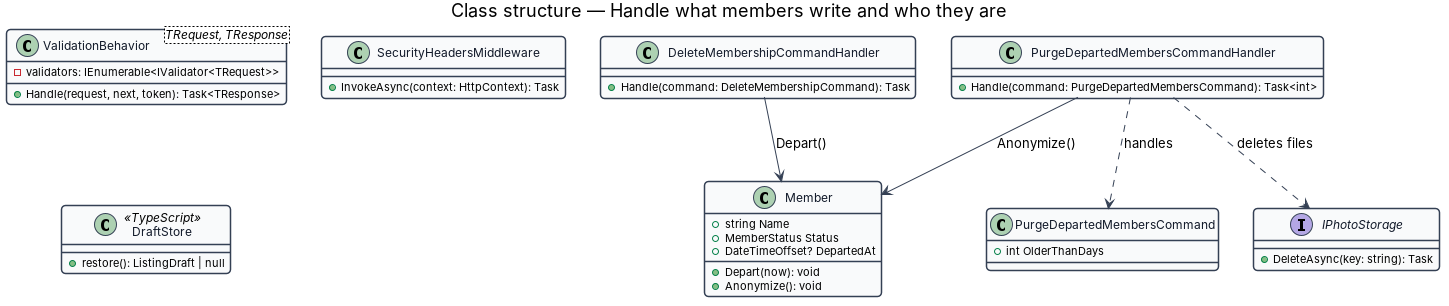 Class structure — Handle what members write and who they are
TRequest, TResponse
C ValidationBehavior
validators: IEnumerable<IValidator<TRequest>>
Handle(request, next, token): Task<TResponse>
C SecurityHeadersMiddleware
InvokeAsync(context: HttpContext): Task
C DeleteMembershipCommandHandler
Handle(command: DeleteMembershipCommand): Task
C PurgeDepartedMembersCommandHandler
Handle(command: PurgeDepartedMembersCommand): Task<int>
Depart()
Anonymize()
handles
deletes files
C «TypeScript»
DraftStore
restore(): ListingDraft | null
C Member
string Name
MemberStatus Status
DateTimeOffset? DepartedAt
Depart(now): void
Anonymize(): void
C PurgeDepartedMembersCommand
int OlderThanDays
I IPhotoStorage
DeleteAsync(key: string): Task